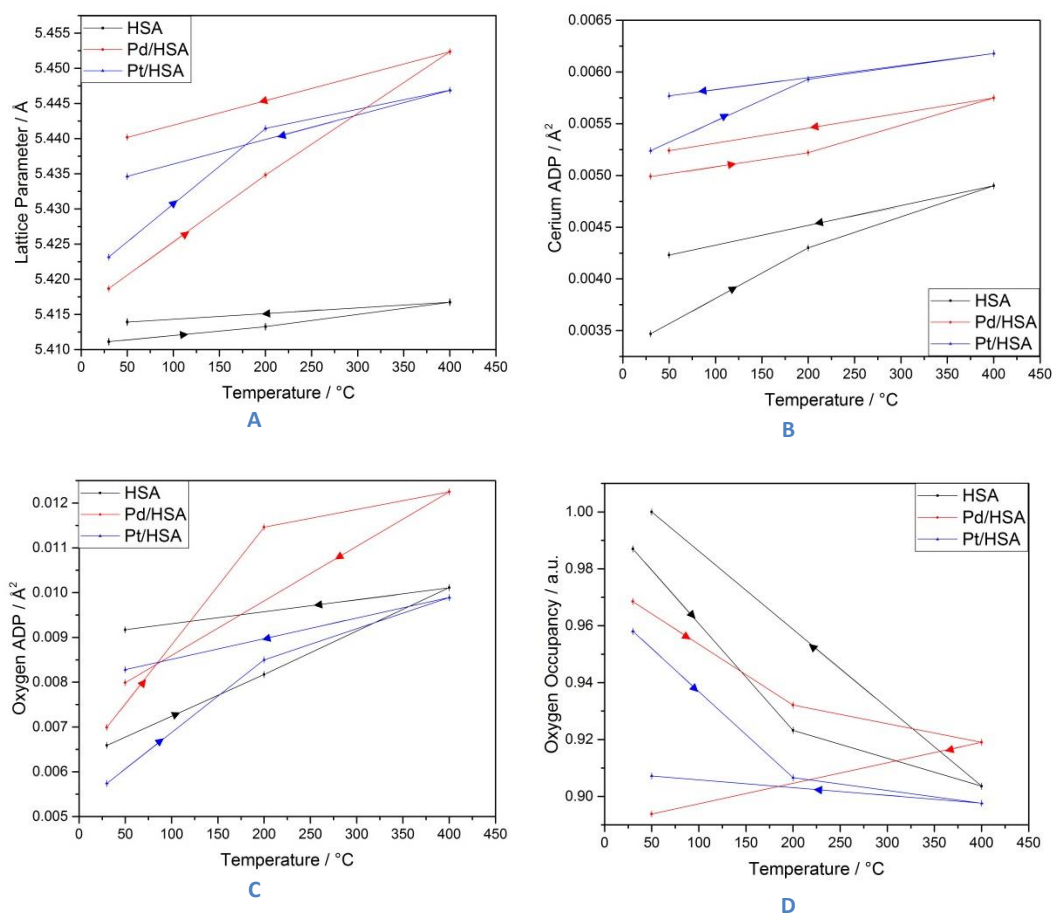 HSA
Pd/HSA
Pt/HSA
Lattice Parameter / Å
5.455
5.450
5.445
5.440
5.435
5.430
5.425
5.420
5.415
5.410
0 50 100 150 200 250 300 350 400 450
Temperature / °C
A
Cerium ADP / Å²
0.0065
0.0060
0.0055
0.0050
0.0045
0.0040
0.0035
HSA
Pd/HSA
Pt/HSA
0 50 100 150 200 250 300 350 400 450
Temperature / °C
B
HSA
Pd/HSA
Pt/HSA
Oxygen ADP / Å²
0.012
0.011
0.010
0.009
0.008
0.007
0.006
0.005
0 50 100 150 200 250 300 350 400 450
Temperature / °C
C
HSA
Pd/HSA
Pt/HSA
Oxygen Occupancy / a.u.
1.00
0.98
0.96
0.94
0.92
0.90
0 50 100 150 200 250 300 350 400 450
Temperature / °C
D